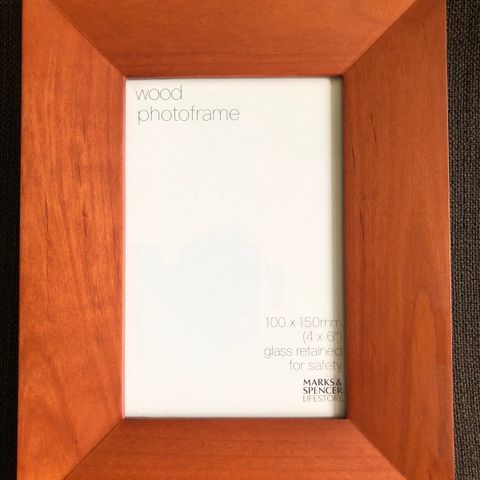 wood
photoframe
100 x 150mm
(4 x 6")
glass retained
for safety
MARKS &
SPENCER
LIFESTORE